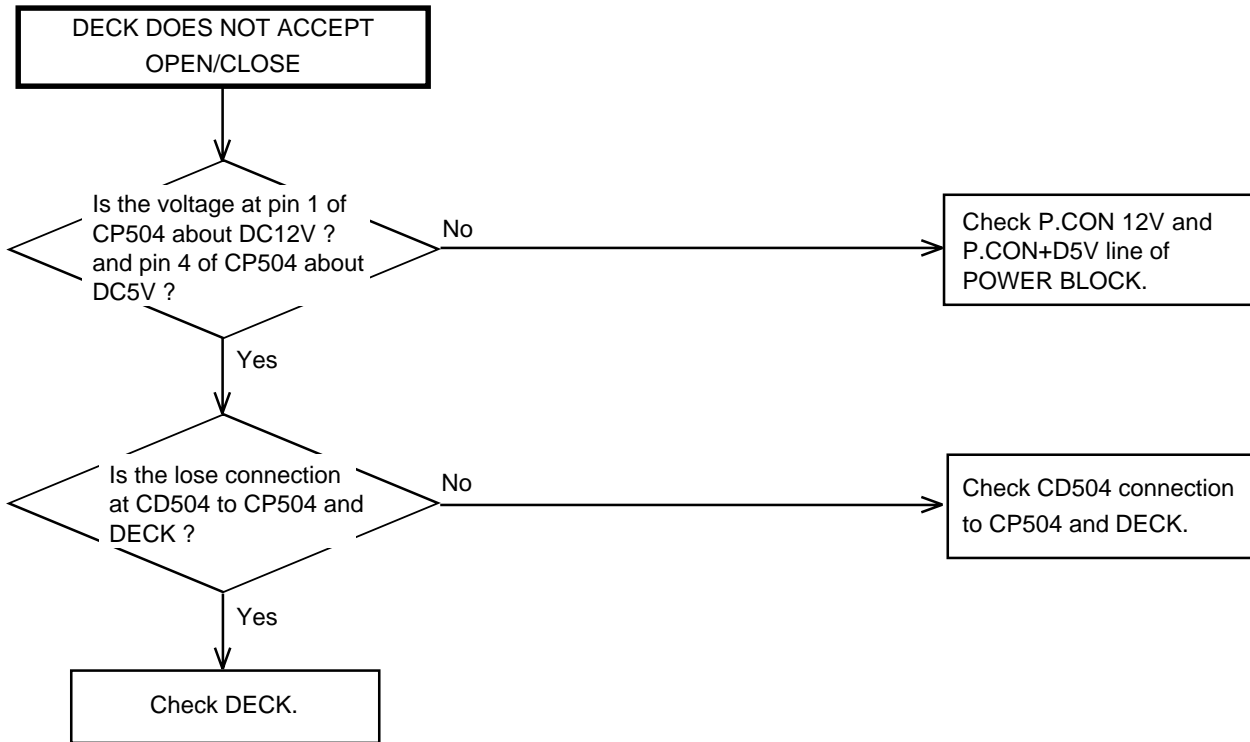 DECK DOES NOT ACCEPT
OPEN/CLOSE
Is the voltage at pin 1 of
CP504 about DC12V ?
and pin 4 of CP504 about
DC5V ?
No
Check P.CON 12V and
P.CON+D5V line of
POWER BLOCK.
Yes
Is the lose connection
at CD504 to CP504 and
DECK ?
No
Check CD504 connection
to CP504 and DECK.
Yes
Check DECK.